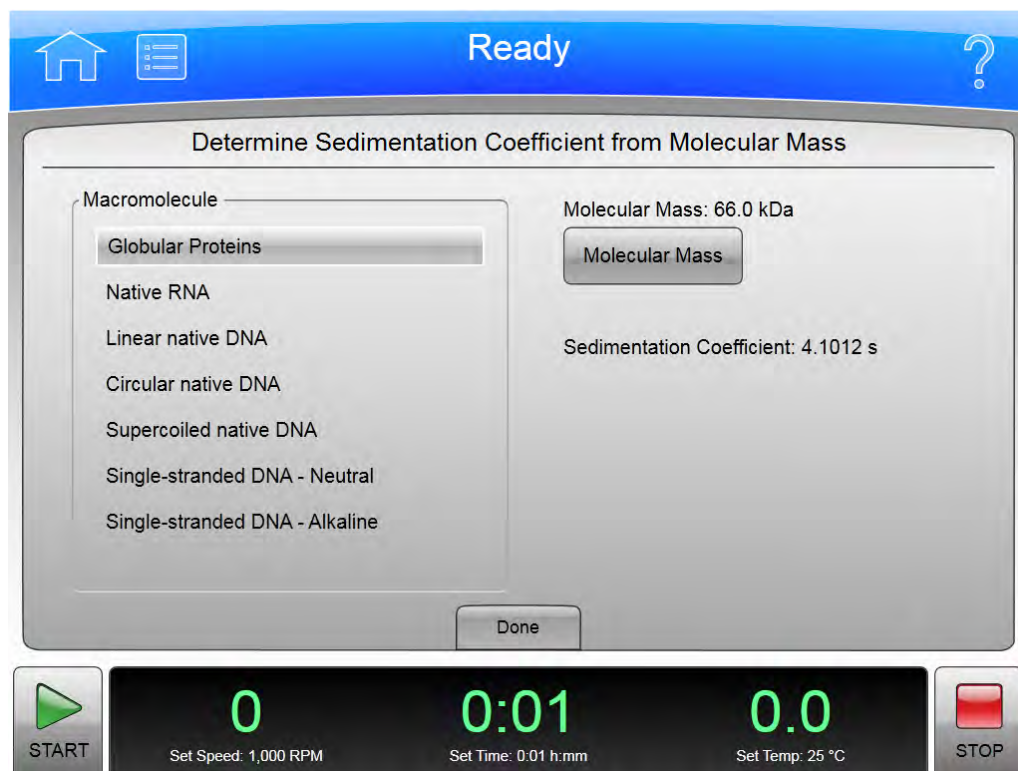 Ready
?
Determine Sedimentation Coefficient from Molecular Mass
Macromolecule
Globular Proteins
Native RNA
Linear native DNA
Circular native DNA
Supercoiled native DNA
Single-stranded DNA - Neutral
Single-stranded DNA - Alkaline
Molecular Mass: 66.0 kDa
Molecular Mass
Sedimentation Coefficient: 4.1012 s
Done
START
0
Set Speed: 1,000 RPM
0:01
Set Time: 0:01 h:mm
0.0
Set Temp: 25 °C
STOP